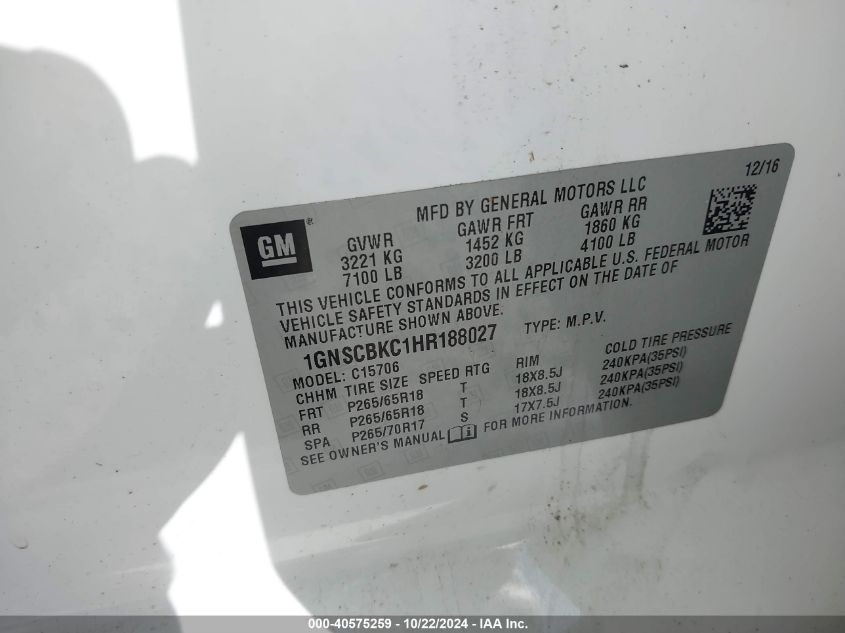 12/16
MFD BY GENERAL MOTORS LLC
GM®
GVWR GAWR FRT GAWR RR
3221 KG 1452 KG 1860 KG
7100 LB 3200 LB 4100 LB
THIS VEHICLE CONFORMS TO ALL APPLICABLE U.S. FEDERAL MOTOR
VEHICLE SAFETY STANDARDS IN EFFECT ON THE DATE OF
MANUFACTURE SHOWN ABOVE.
1GNSCBKC1HR188027 TYPE: M.P.V.
MODEL: C15706
CHHM TIRE SIZE SPEED RTG RIM COLD TIRE PRESSURE
FRT P265/65R18 T 18X8.5J 240KPA(35PSI)
RR P265/65R18 T 18X8.5J 240KPA(35PSI)
SPA P265/70R17 S 17X7.5J 240KPA(35PSI)
SEE OWNER'S MANUAL FOR MORE INFORMATION.
1000-40575259 - 10/22/2024 - IAA Inc.